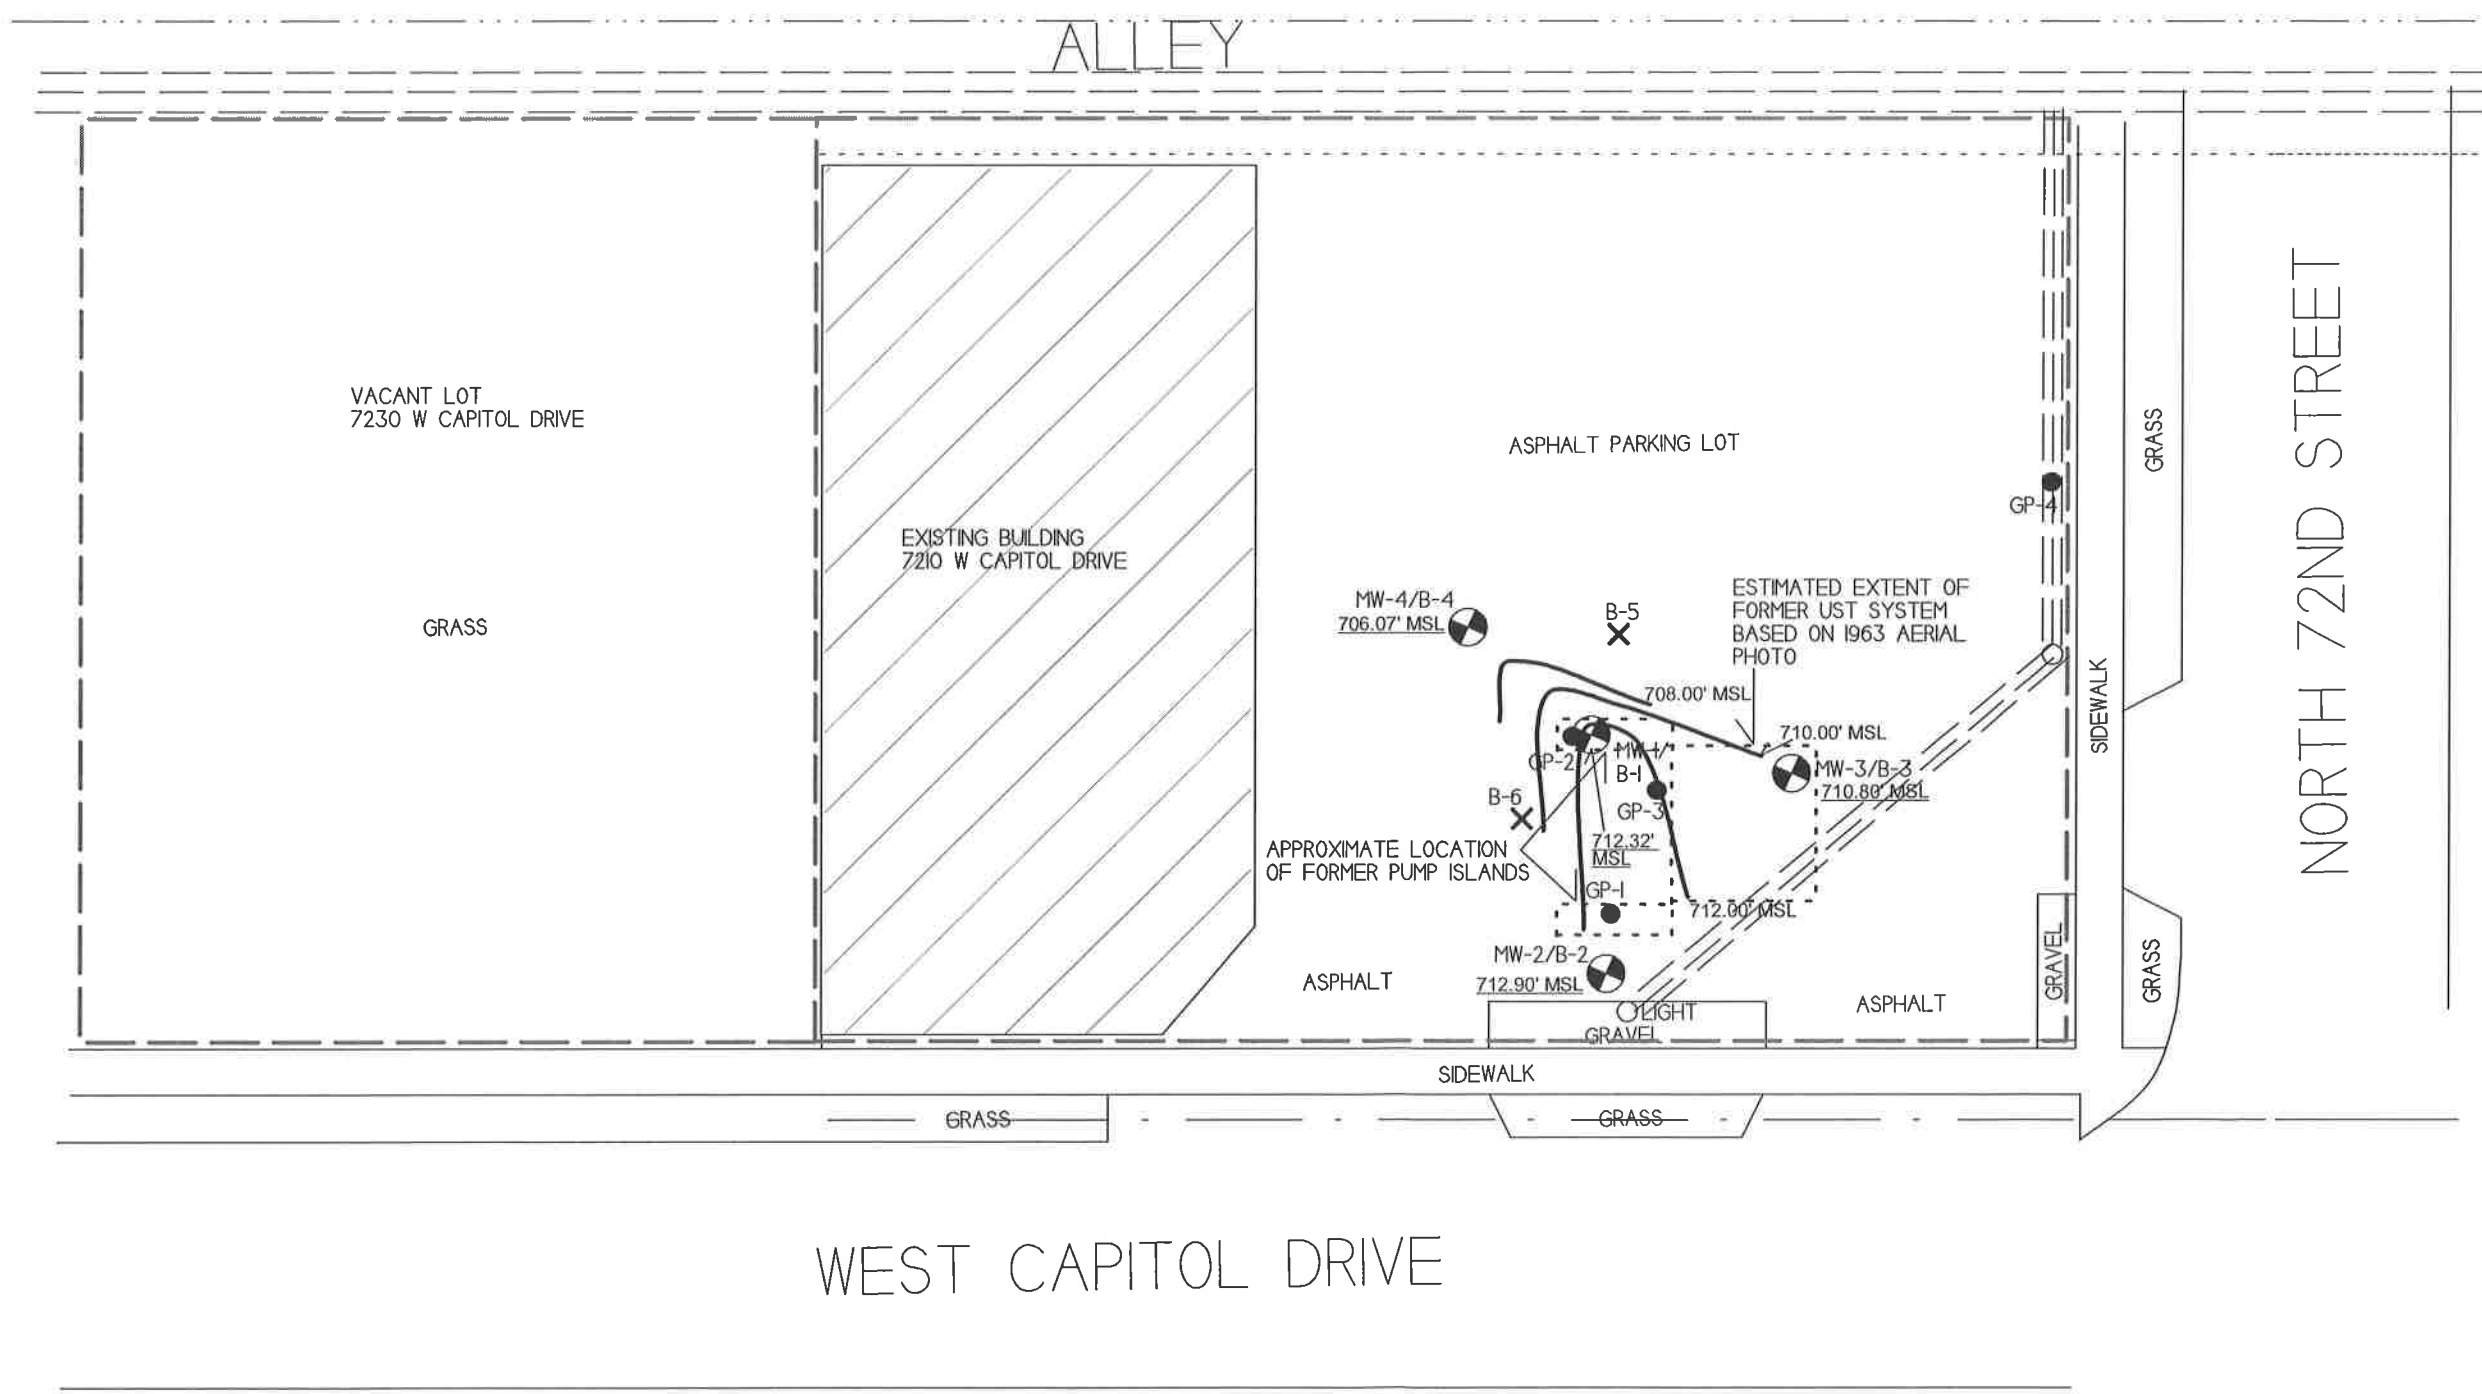 ALLEY
VACANT LOT
7230 W CAPITOL DRIVE
GRASS
EXISTING BUILDING
7210 W CAPITOL DRIVE
ASPHALT PARKING LOT
GP-4
GRASS
NORTH 72ND STREET
SIDEWALK
MW-4/B-4
706.07' MSL
B-5
ESTIMATED EXTENT OF
FORMER UST SYSTEM
BASED ON 1963 AERIAL
PHOTO
708.00' MSL
710.00' MSL
GP-2
MW-1/
B-1
MW-3/B-3
710.80' MSL
B-6
GP-3
712.32'
MSL
APPROXIMATE LOCATION
OF FORMER PUMP ISLANDS
GP-1
712.00' MSL
MW-2/B-2
712.90' MSL
ASPHALT
LIGHT
GRAVEL
ASPHALT
GRAVEL
GRASS
SIDEWALK
GRASS
GRASS
WEST CAPITOL DRIVE